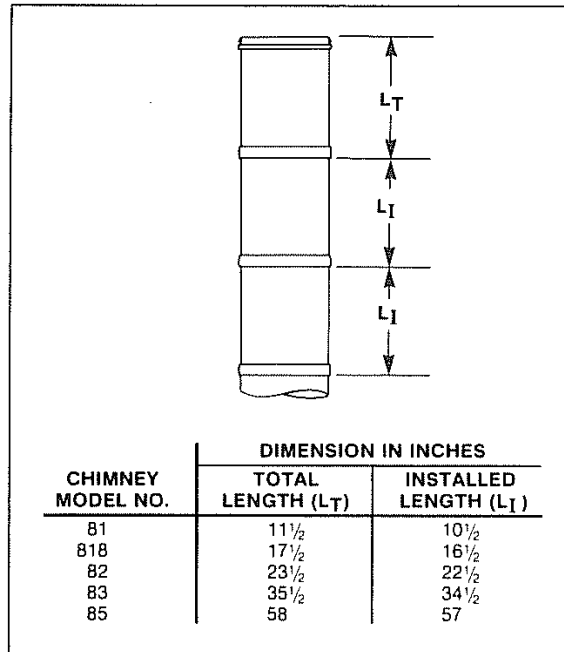 LT
LI
LI
DIMENSION IN INCHES
CHIMNEY MODEL NO. TOTAL LENGTH (LT) INSTALLED LENGTH (LI)
81 11½ 10½
818 17½ 16½
82 23½ 22½
83 35½ 34½
85 58 57